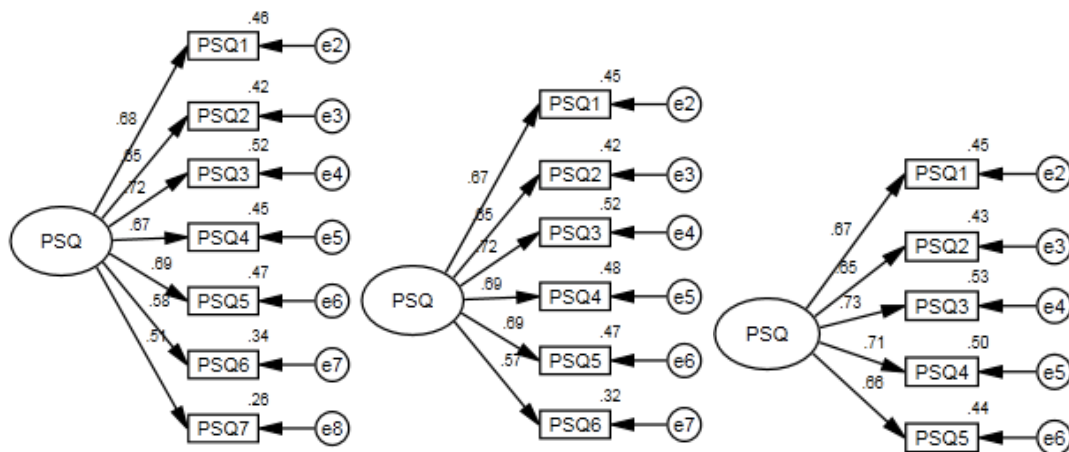 .46
PSQ1 e2
.68
.42
PSQ2 e3
.65
.52
PSQ3 e4
.72
.45
PSQ4 e5
.67
PSQ
.47
PSQ5 e6
.69
.34
PSQ6 e7
.58
.26
PSQ7 e8
.51
.45
PSQ1 e2
.67
.42
PSQ2 e3
.65
.52
PSQ3 e4
.72
.48
PSQ4 e5
.69
PSQ
.47
PSQ5 e6
.69
.32
PSQ6 e7
.57
.45
PSQ1 e2
.67
.43
PSQ2 e3
.65
.53
PSQ3 e4
.73
PSQ
.50
PSQ4 e5
.71
.44
PSQ5 e6
.66